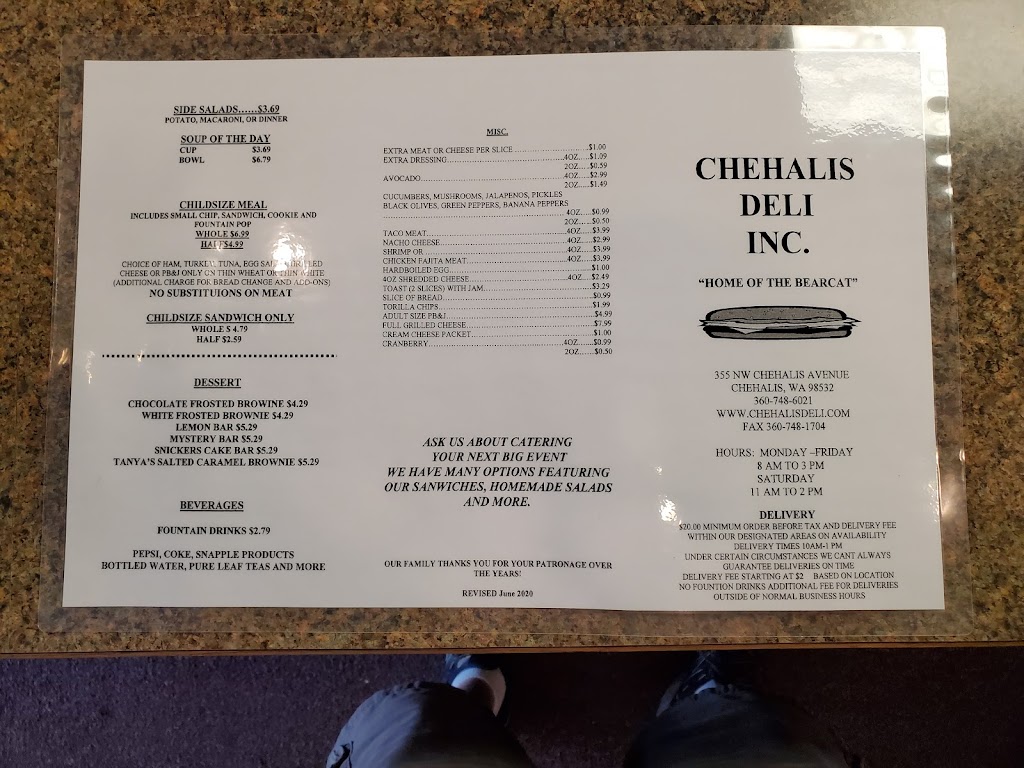 SIDE SALADS......$3.69
POTATO, MACARONI, OR DINNER
SOUP OF THE DAY
CUP $3.69
BOWL $6.79
CHILDSIZE MEAL
INCLUDES SMALL CHIP, SANDWICH, COOKIE AND
FOUNTAIN POP
WHOLE $6.99
HALF $4.99
CHOICE OF HAM, TURKEY, TUNA, EGG SALAD, GRILLED
CHEESE OR PB&J ONLY ON THIN WHEAT OR THIN WHITE
(ADDITIONAL CHARGE FOR BREAD CHANGE AND ADD-ONS)
NO SUBSTITUIONS ON MEAT
CHILDSIZE SANDWICH ONLY
WHOLE $ 4.79
HALF $2.59
DESSERT
CHOCOLATE FROSTED BROWINE $4.29
WHITE FROSTED BROWNIE $4.29
LEMON BAR $5.29
MYSTERY BAR $5.29
SNICKERS CAKE BAR $5.29
TANYA'S SALTED CARAMEL BROWNIE $5.29
BEVERAGES
FOUNTAIN DRINKS $2.79
PEPSI, COKE, SNAPPLE PRODUCTS
BOTTLED WATER, PURE LEAF TEAS AND MORE
MISC.
EXTRA MEAT OR CHEESE PER SLICE ..............................$1.00
EXTRA DRESSING...............................................4OZ.....$1.09
2OZ.....$0.59
AVOCADO.........................................................4OZ.....$2.99
2OZ.....$1.49
CUCUMBERS, MUSHROOMS, JALAPENOS, PICKLES
BLACK OLIVES, GREEN PEPPERS, BANANA PEPPERS
.........................................................................4OZ.....$0.99
2OZ.....$0.50
TACO MEAT.......................................................4OZ.....$3.99
NACHO CHEESE..................................................4OZ.....$2.99
SHRIMP OR .......................................................4OZ.....$3.99
CHICKEN FAJITA MEAT........................................4OZ.....$3.99
HARDBOILED EGG........................................................$1.00
4OZ SHREDDED CHEESE........................................4OZ.....$2.49
TOAST (2 SLICES) WITH JAM...........................................$3.29
SLICE OF BREAD..........................................................$0.99
TORILLA CHIPS............................................................$1.99
ADULT SIZE PB&J.........................................................$4.99
FULL GRILLED CHEESE...................................................$7.99
CREAM CHEESE PACKET.................................................$1.00
CRANBERRY......................................................4OZ.......$0.99
2OZ......$0.50
ASK US ABOUT CATERING
YOUR NEXT BIG EVENT
WE HAVE MANY OPTIONS FEATURING
OUR SANWICHES, HOMEMADE SALADS
AND MORE.
OUR FAMILY THANKS YOU FOR YOUR PATRONAGE OVER
THE YEARS!
REVISED June 2020
CHEHALIS
DELI
INC.
"HOME OF THE BEARCAT"
355 NW CHEHALIS AVENUE
CHEHALIS, WA 98532
360-748-6021
WWW.CHEHALISDELI.COM
FAX 360-748-1704
HOURS: MONDAY –FRIDAY
8 AM TO 3 PM
SATURDAY
11 AM TO 2 PM
DELIVERY
$20.00 MINIMUM ORDER BEFORE TAX AND DELIVERY FEE
WITHIN OUR DESIGNATED AREAS ON AVAILABILITY
DELIVERY TIMES 10AM-1 PM
UNDER CERTAIN CIRCUMSTANCES WE CANT ALWAYS
GUARANTEE DELIVERIES ON TIME
DELIVERY FEE STARTING AT $2 BASED ON LOCATION
NO FOUNTION DRINKS ADDITIONAL FEE FOR DELIVERIES
OUTSIDE OF NORMAL BUSINESS HOURS